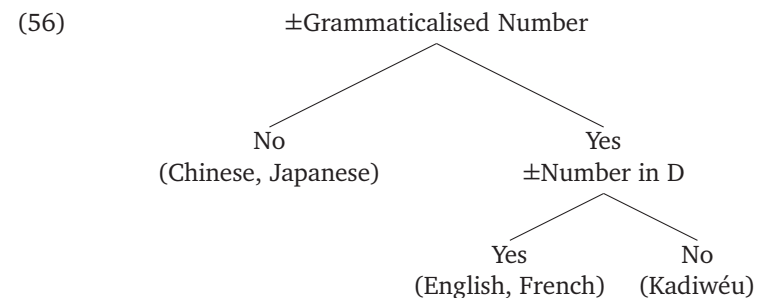 (56) ±Grammaticalised Number
No Yes
(Chinese, Japanese) ±Number in D
Yes No
(English, French) (Kadiwéu)